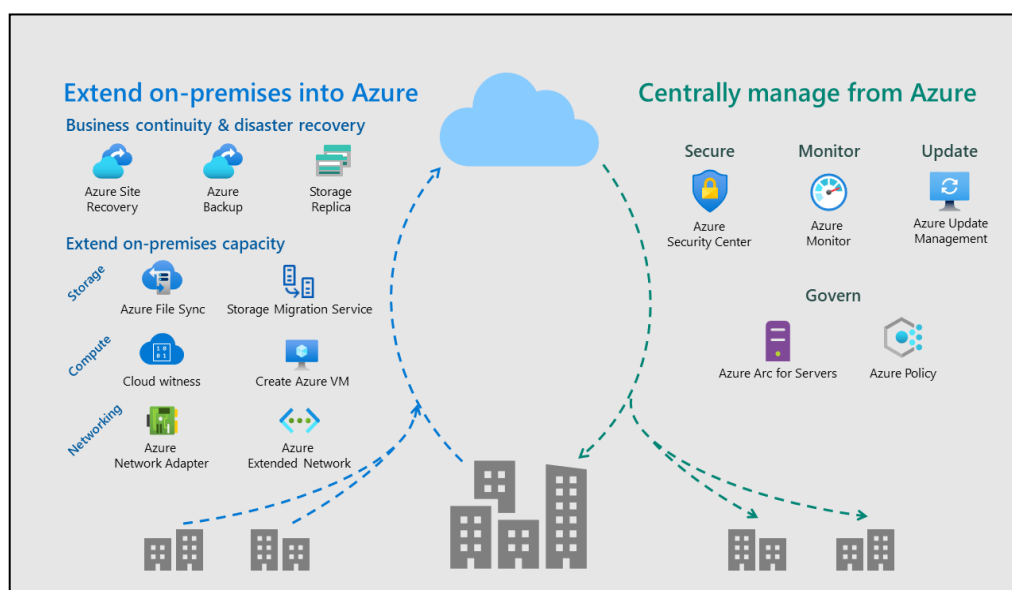 Extend on-premises into Azure
Business continuity & disaster recovery
Azure Site
Recovery
Azure
Backup
Storage
Replica
Extend on-premises capacity
Storage
Azure File Sync
Storage Migration Service
Compute
Cloud witness
Create Azure VM
Networking
Azure
Network Adapter
Azure
Extended Network
Centrally manage from Azure
Secure
Azure
Security Center
Monitor
Azure
Monitor
Update
Azure Update
Management
Govern
Azure Arc for Servers
Azure Policy